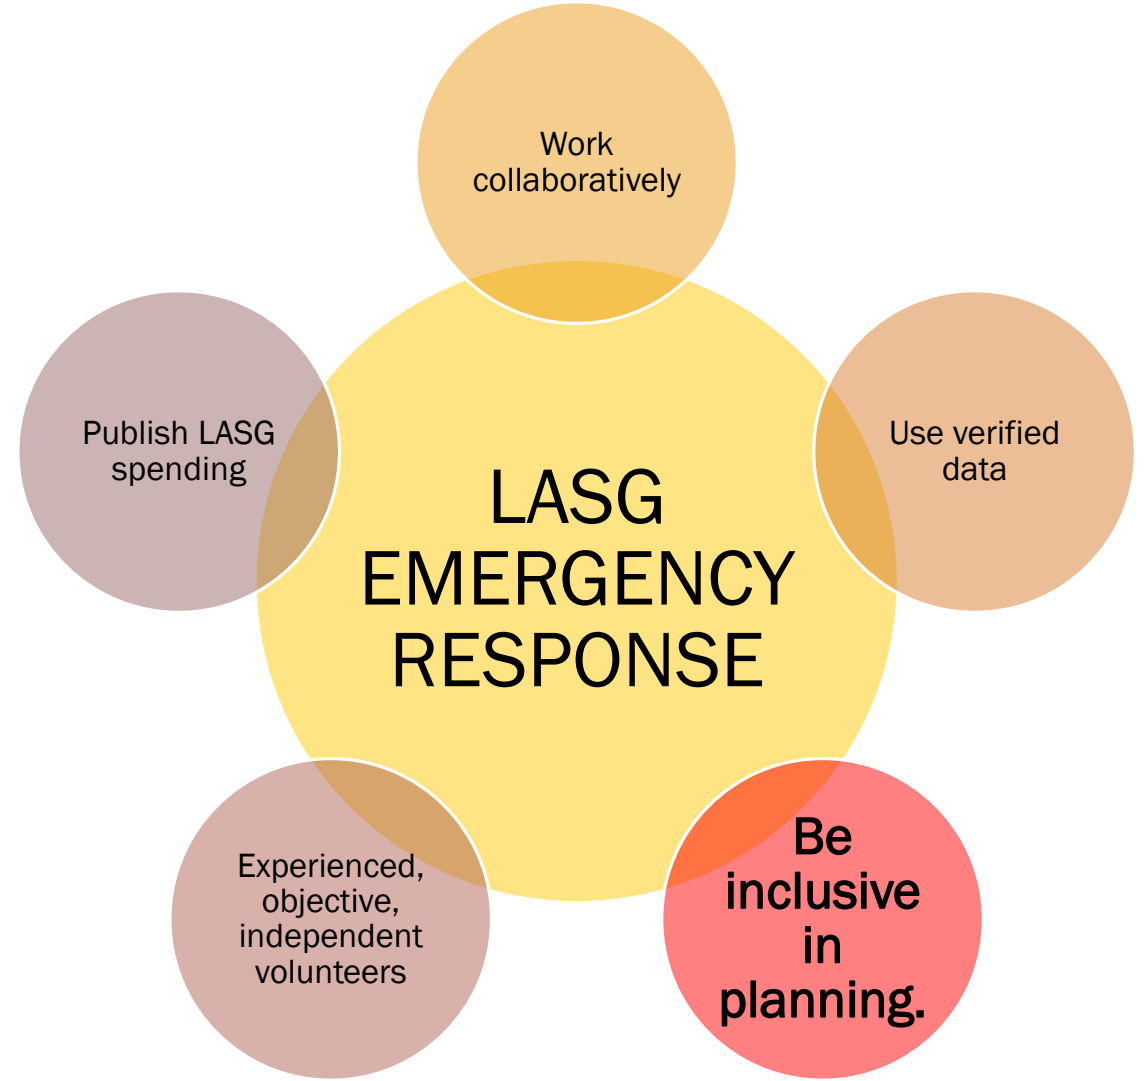 Work
collaboratively
Publish LASG
spending
Use verified
data
LASG
EMERGENCY
RESPONSE
Experienced,
objective,
independent
volunteers
Be
inclusive
in
planning.